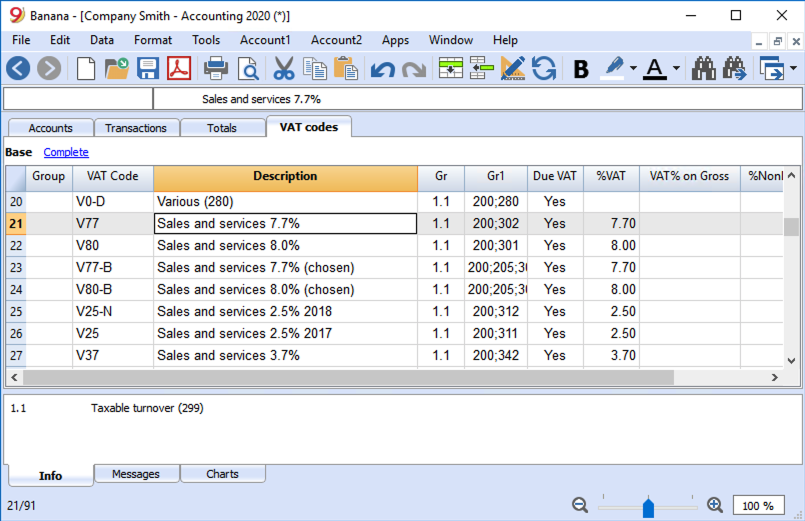 Banana - [Company Smith - Accounting 2020 (*)]
File Edit Data Format Tools Account1 Account2 Apps Window Help
B A
Sales and services 7.7%
Accounts Transactions Totals VAT codes
Base Complete
Group VAT Code Description Gr Gr1 Due VAT %VAT VAT% on Gross %Nonl
20 V0-D Various (280) 1.1 200;280 Yes
21 V77 Sales and services 7.7% 1.1 200;302 Yes 7.70
22 V80 Sales and services 8.0% 1.1 200;301 Yes 8.00
23 V77-B Sales and services 7.7% (chosen) 1.1 200;205;3( Yes 7.70
24 V80-B Sales and services 8.0% (chosen) 1.1 200;205;3( Yes 8.00
25 V25-N Sales and services 2.5% 2018 1.1 200;312 Yes 2.50
26 V25 Sales and services 2.5% 2017 1.1 200;311 Yes 2.50
27 V37 Sales and services 3.7% 1.1 200;342 Yes 3.70
1.1 Taxable turnover (299)
Info Messages Charts
21/91 100 %